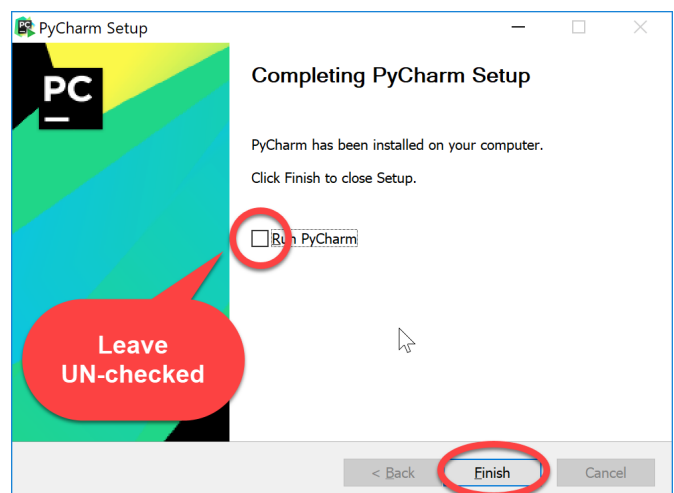 PyCharm Setup
PC
Completing PyCharm Setup
PyCharm has been installed on your computer.
Click Finish to close Setup.
Run PyCharm
Leave
UN-checked
< Back
Finish
Cancel